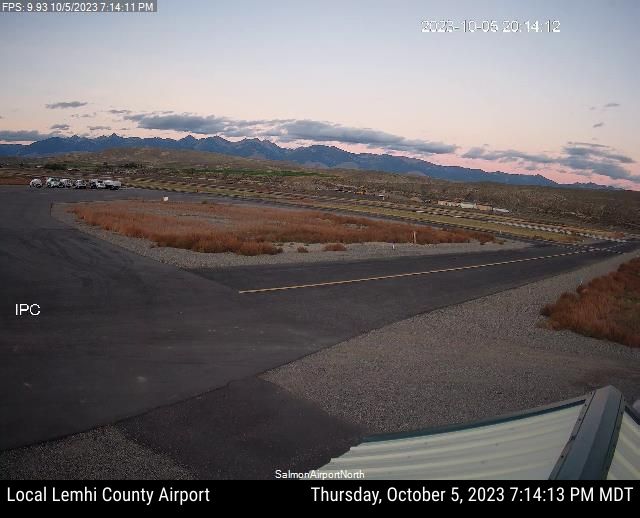 FPS: 9.93 10/5/2023 7:14:11 PM
2023-10-05 20:14:12
IPC
SalmonAirportNorth
Local Lemhi County Airport
Thursday, October 5, 2023 7:14:13 PM MDT